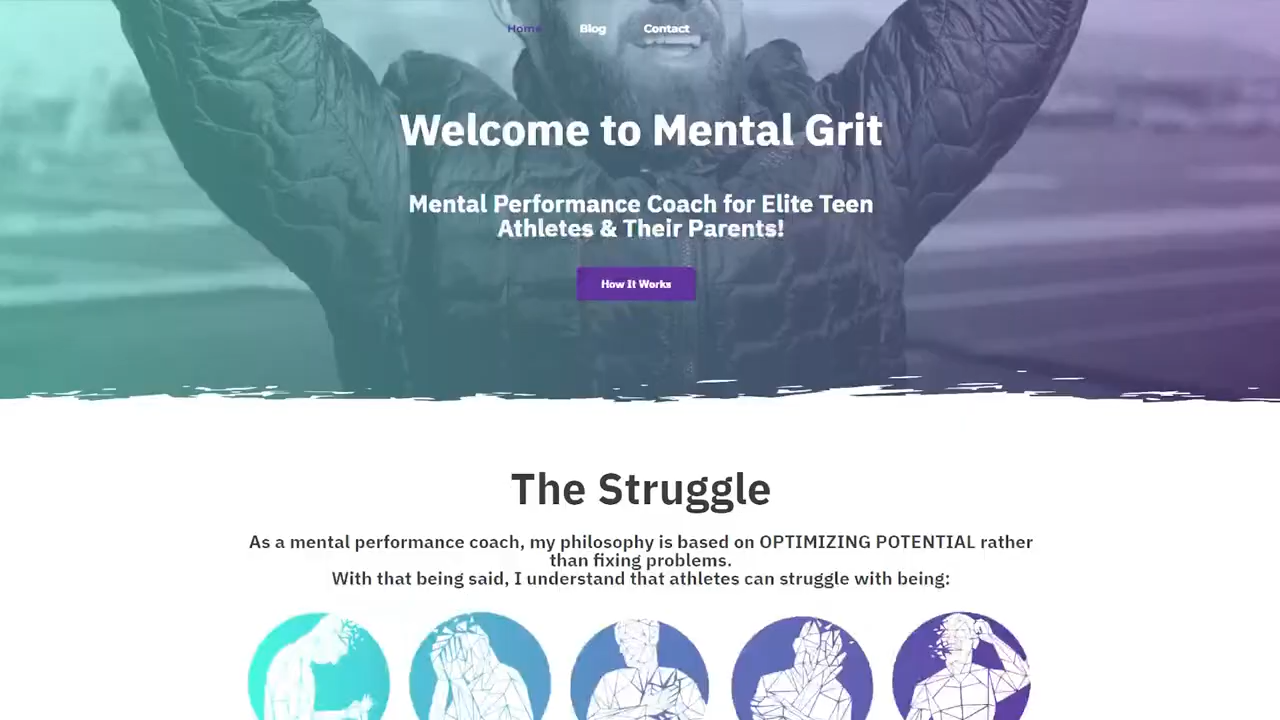 Home Blog Contact
Welcome to Mental Grit
Mental Performance Coach for Elite Teen
Athletes & Their Parents!
How It Works
The Struggle
As a mental performance coach, my philosophy is based on OPTIMIZING POTENTIAL rather
than fixing problems.
With that being said, I understand that athletes can struggle with being: